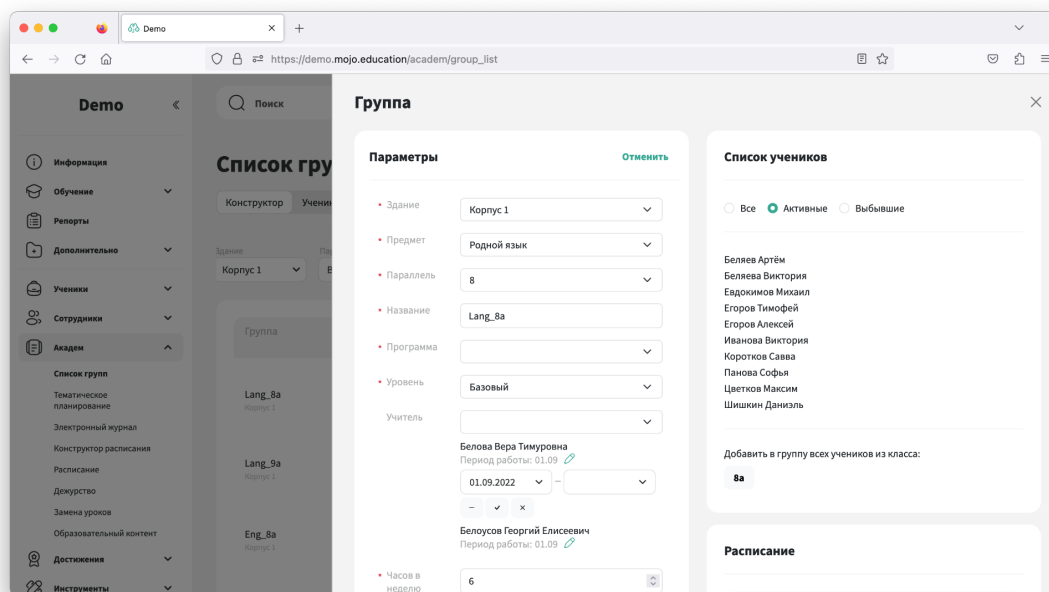 Demo
https://demo.mojo.education/academ/group_list
Demo
Поиск
Информация
Обучение
Репорты
Дополнительно
Ученики
Сотрудники
Академ
Список групп
Тематическое
планирование
Электронный журнал
Конструктор расписания
Расписание
Дежурство
Замена уроков
Образовательный контент
Достижения
Инструменты
Список гру
Конструктор
Здание
Корпус 1
Группа
Lang_8a
Корпус 1
Lang_9a
Корпус 1
Eng_8a
Корпус 1
Группа
Параметры
Отменить
• Здание
Корпус 1
• Предмет
Родной язык
• Параллель
8
• Название
Lang_8a
• Программа
• Уровень
Базовый
Учитель
Белова Вера Тимуровна
Период работы: 01.09
01.09.2022 –
Белоусов Георгий Елисеевич
Период работы: 01.09
• Часов в
неделю
6
Список учеников
Все Активные Выбывшие
Беляев Артём
Беляева Виктория
Евдокимов Михаил
Егоров Тимофей
Егоров Алексей
Иванова Виктория
Коротков Савва
Панова Софья
Цветков Максим
Шишкин Даниэль
Добавить в группу всех учеников из класса:
8а
Расписание